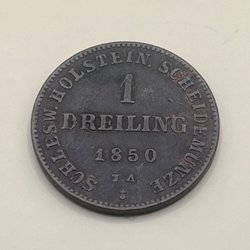 SCHLESW. HOLSTEIN. SCHEIDEMÜNZE
1
DREILING
1850
T.A.